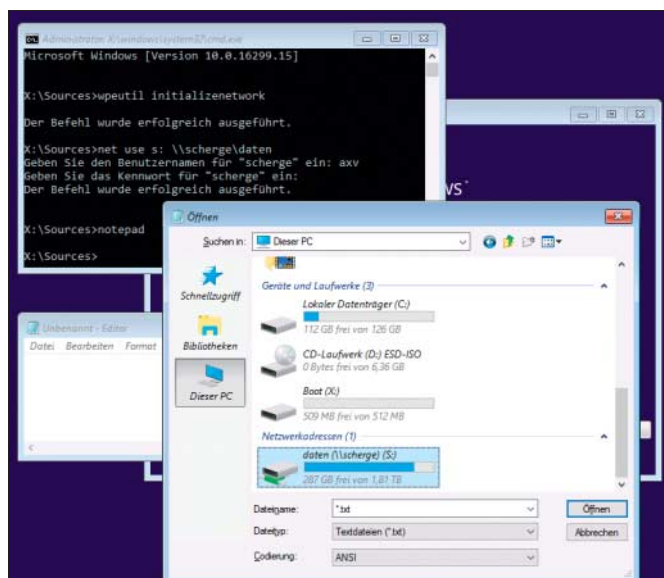 Administrator: X:\windows\system32\cmd.exe
Microsoft Windows [Version 10.0.16299.15]
X:\Sources>wpeutil initializenetwork
Der Befehl wurde erfolgreich ausgeführt.
X:\Sources>net use s: \\scherge\daten
Geben Sie den Benutzernamen für "scherge" ein: axv
Geben Sie das Kennwort für "scherge" ein:
Der Befehl wurde erfolgreich ausgeführt.
X:\Sources>notepad
X:\Sources>
ws
Öffnen
Suchen in:
Dieser PC
Schnellzugriff
Bibliotheken
Dieser PC
Geräte und Laufwerke (3)
Lokaler Datenträger (C:)
112 GB frei von 126 GB
CD-Laufwerk (D:) ESD-ISO
0 Bytes frei von 6,36 GB
Boot (X:)
509 MB frei von 512 MB
Netzwerkadressen (1)
daten (\\scherge) (S:)
287 GB frei von 1,81 TB
Dateiname:
*.txt
Öffnen
Dateityp:
Textdateien (*.txt)
Abbrechen
Codierung:
ANSI
Unbenannt - Editor
Datei Bearbeiten Format